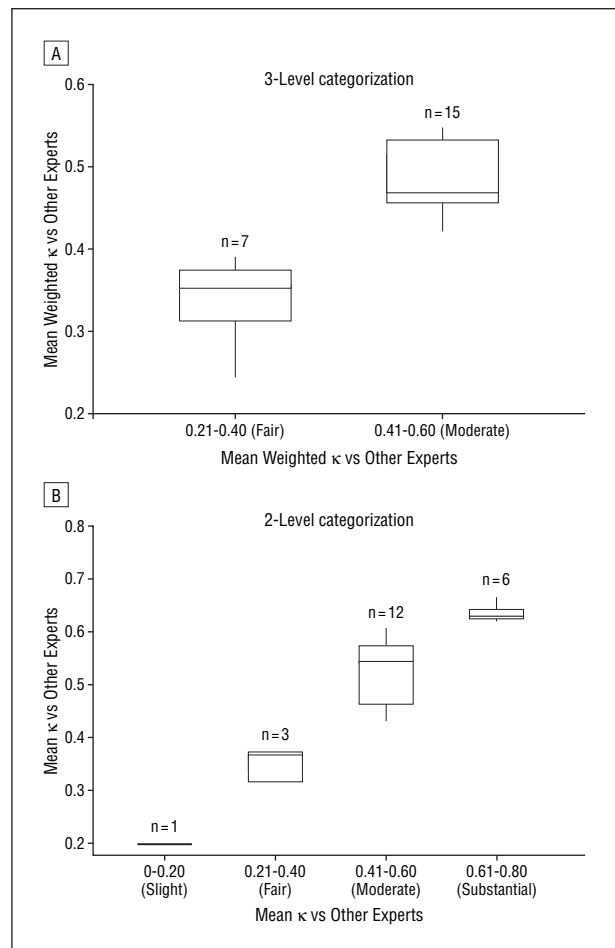 A
3-Level categorization
0.6
0.5
0.4
0.3
0.2
Mean Weighted κ vs Other Experts
n=7
n=15
0.21-0.40 (Fair)
0.41-0.60 (Moderate)
Mean Weighted κ vs Other Experts
B
2-Level categorization
0.8
0.7
0.6
0.5
0.4
0.3
0.2
Mean κ vs Other Experts
n=1
n=3
n=12
n=6
0-0.20
(Slight)
0.21-0.40
(Fair)
0.41-0.60
(Moderate)
0.61-0.80
(Substantial)
Mean κ vs Other Experts